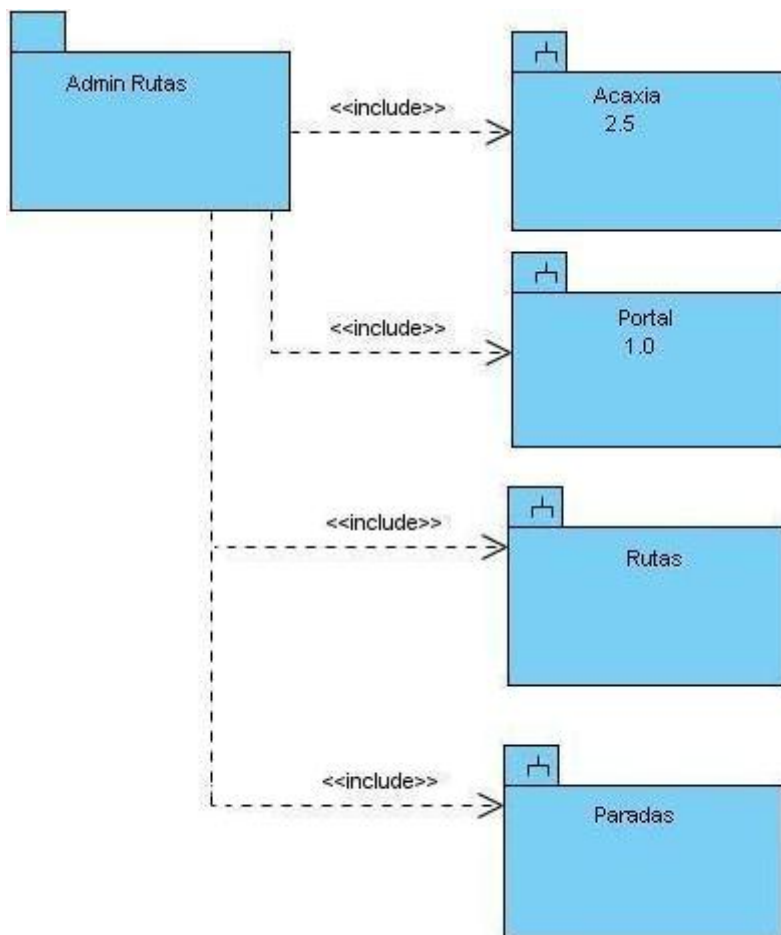 Admin Rutas
<<include>>
Acaxia
2.5
<<include>>
Portal
1.0
<<include>>
Rutas
<<include>>
Paradas